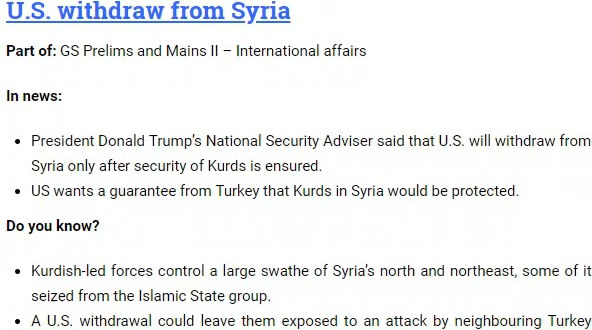 U.S. withdraw from Syria
Part of: GS Prelims and Mains II – International affairs
In news:
• President Donald Trump’s National Security Adviser said that U.S. will withdraw from
Syria only after security of Kurds is ensured.
• US wants a guarantee from Turkey that Kurds in Syria would be protected.
Do you know?
• Kurdish-led forces control a large swathe of Syria’s north and northeast, some of it
seized from the Islamic State group.
• A U.S. withdrawal could leave them exposed to an attack by neighbouring Turkey